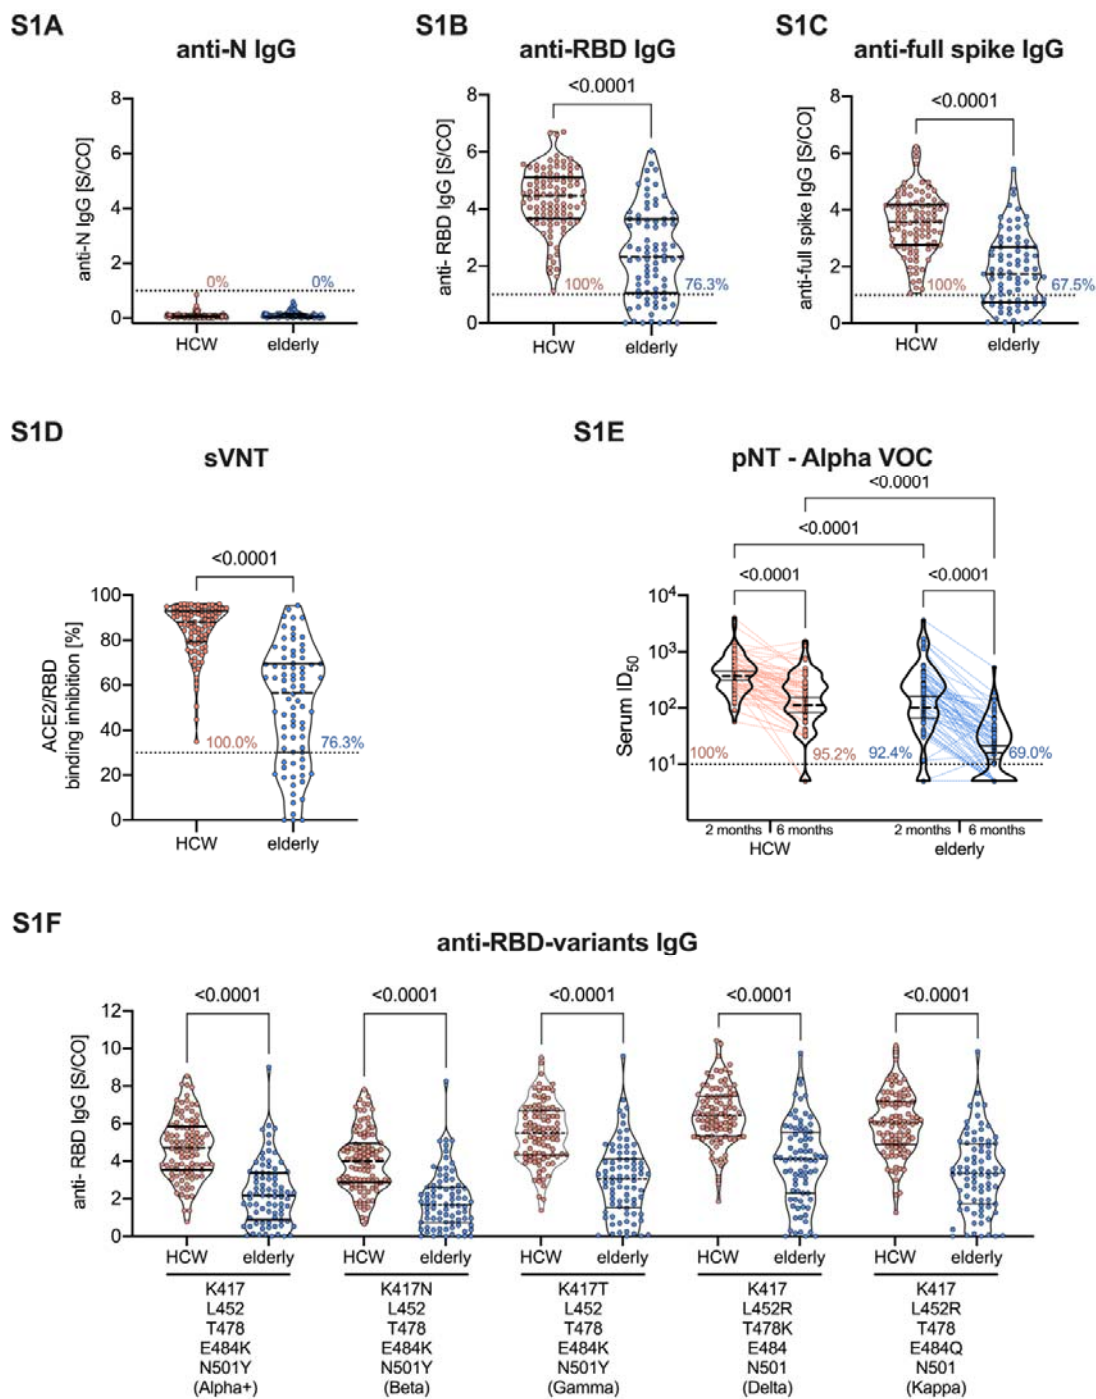 S1A
anti-N IgG
anti-N IgG [S/CO]
8
6
4
2
0
0%
0%
HCW
elderly
S1B
anti-RBD IgG
<0.0001
anti- RBD IgG [S/CO]
8
6
4
2
0
100%
76.3%
HCW
elderly
S1C
anti-full spike IgG
<0.0001
anti-full spike IgG [S/CO]
8
6
4
2
0
100%
67.5%
HCW
elderly
S1D
sVNT
<0.0001
ACE2/RBD
binding inhibition [%]
100
80
60
40
20
0
100.0%
76.3%
HCW
elderly
S1E
pNT - Alpha VOC
<0.0001
<0.0001
<0.0001
<0.0001
Serum ID50
10⁴
10³
10²
10¹
100%
95.2%
92.4%
69.0%
2 months
6 months
2 months
6 months
HCW
elderly
S1F
anti-RBD-variants IgG
<0.0001
<0.0001
<0.0001
<0.0001
<0.0001
anti- RBD IgG [S/CO]
12
10
8
6
4
2
0
HCW
elderly
HCW
elderly
HCW
elderly
HCW
elderly
HCW
elderly
K417
L452
T478
E484K
N501Y
(Alpha+)
K417N
L452
T478
E484K
N501Y
(Beta)
K417T
L452
T478
E484K
N501Y
(Gamma)
K417
L452R
T478K
E484
N501
(Delta)
K417
L452R
T478
E484Q
N501
(Kappa)